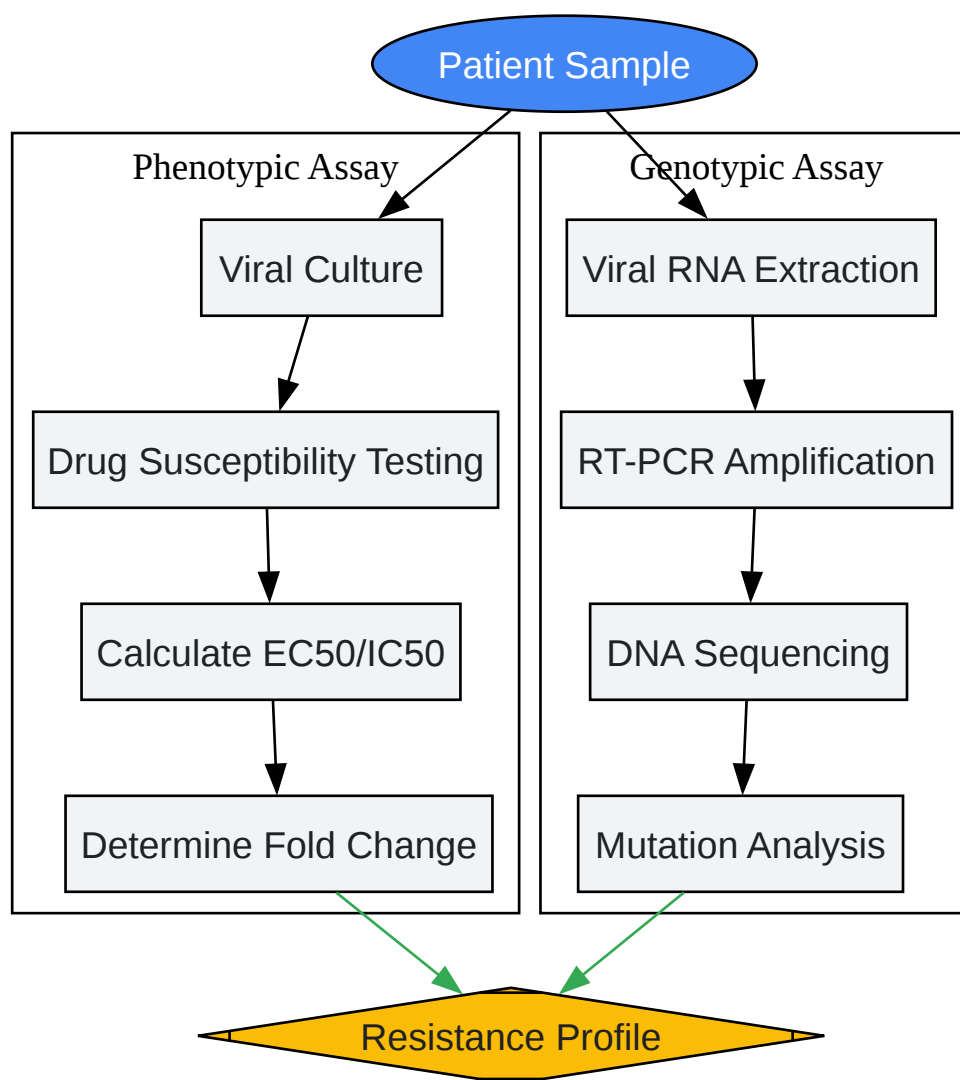 Patient Sample
Phenotypic Assay
Viral Culture
Drug Susceptibility Testing
Calculate EC50/IC50
Determine Fold Change
Genotypic Assay
Viral RNA Extraction
RT-PCR Amplification
DNA Sequencing
Mutation Analysis
Resistance Profile